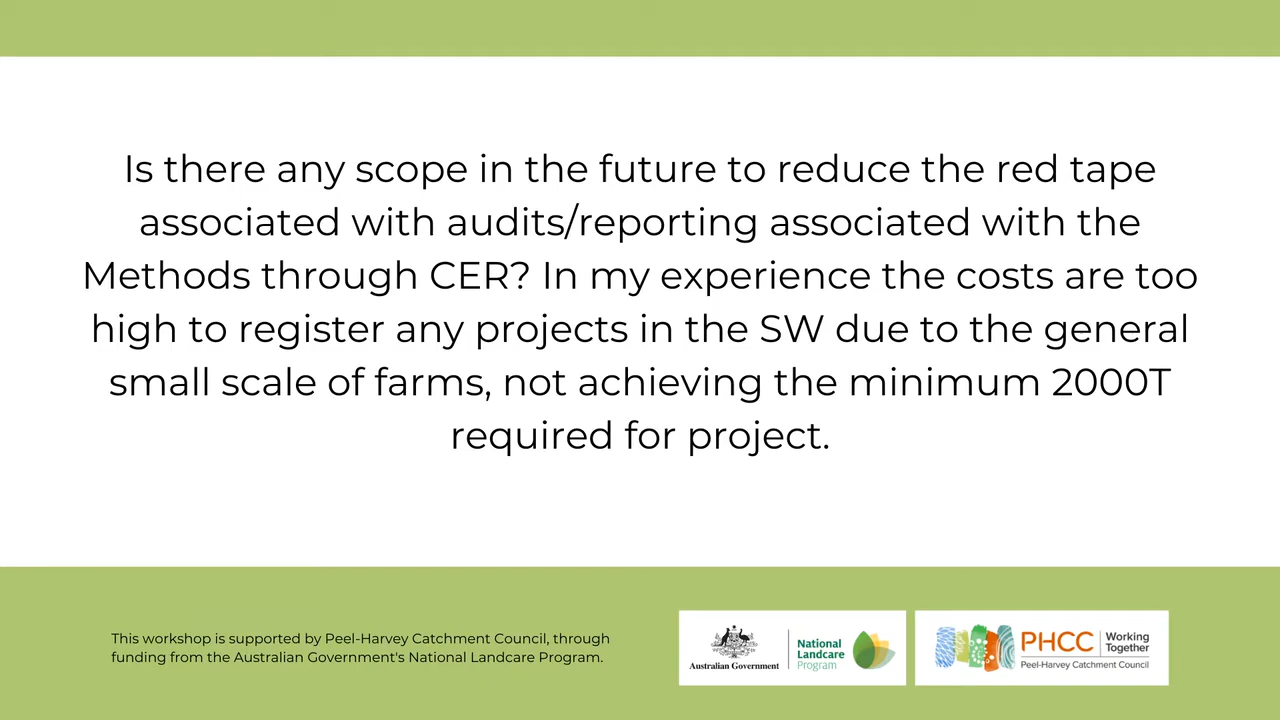 Is there any scope in the future to reduce the red tape
associated with audits/reporting associated with the
Methods through CER? In my experience the costs are too
high to register any projects in the SW due to the general
small scale of farms, not achieving the minimum 2000T
required for project.
This workshop is supported by Peel-Harvey Catchment Council, through
funding from the Australian Government's National Landcare Program.
Australian Government
National
Landcare
Program
PHCC
Working
Together
Peel-Harvey Catchment Council